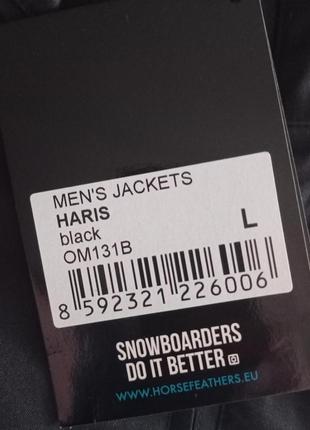 MEN'S JACKETS
HARIS
black
OM131B
L
8 592321 226006
SNOWBOARDERS
DO IT BETTER
WWW.HORSEFEATHERS.EU